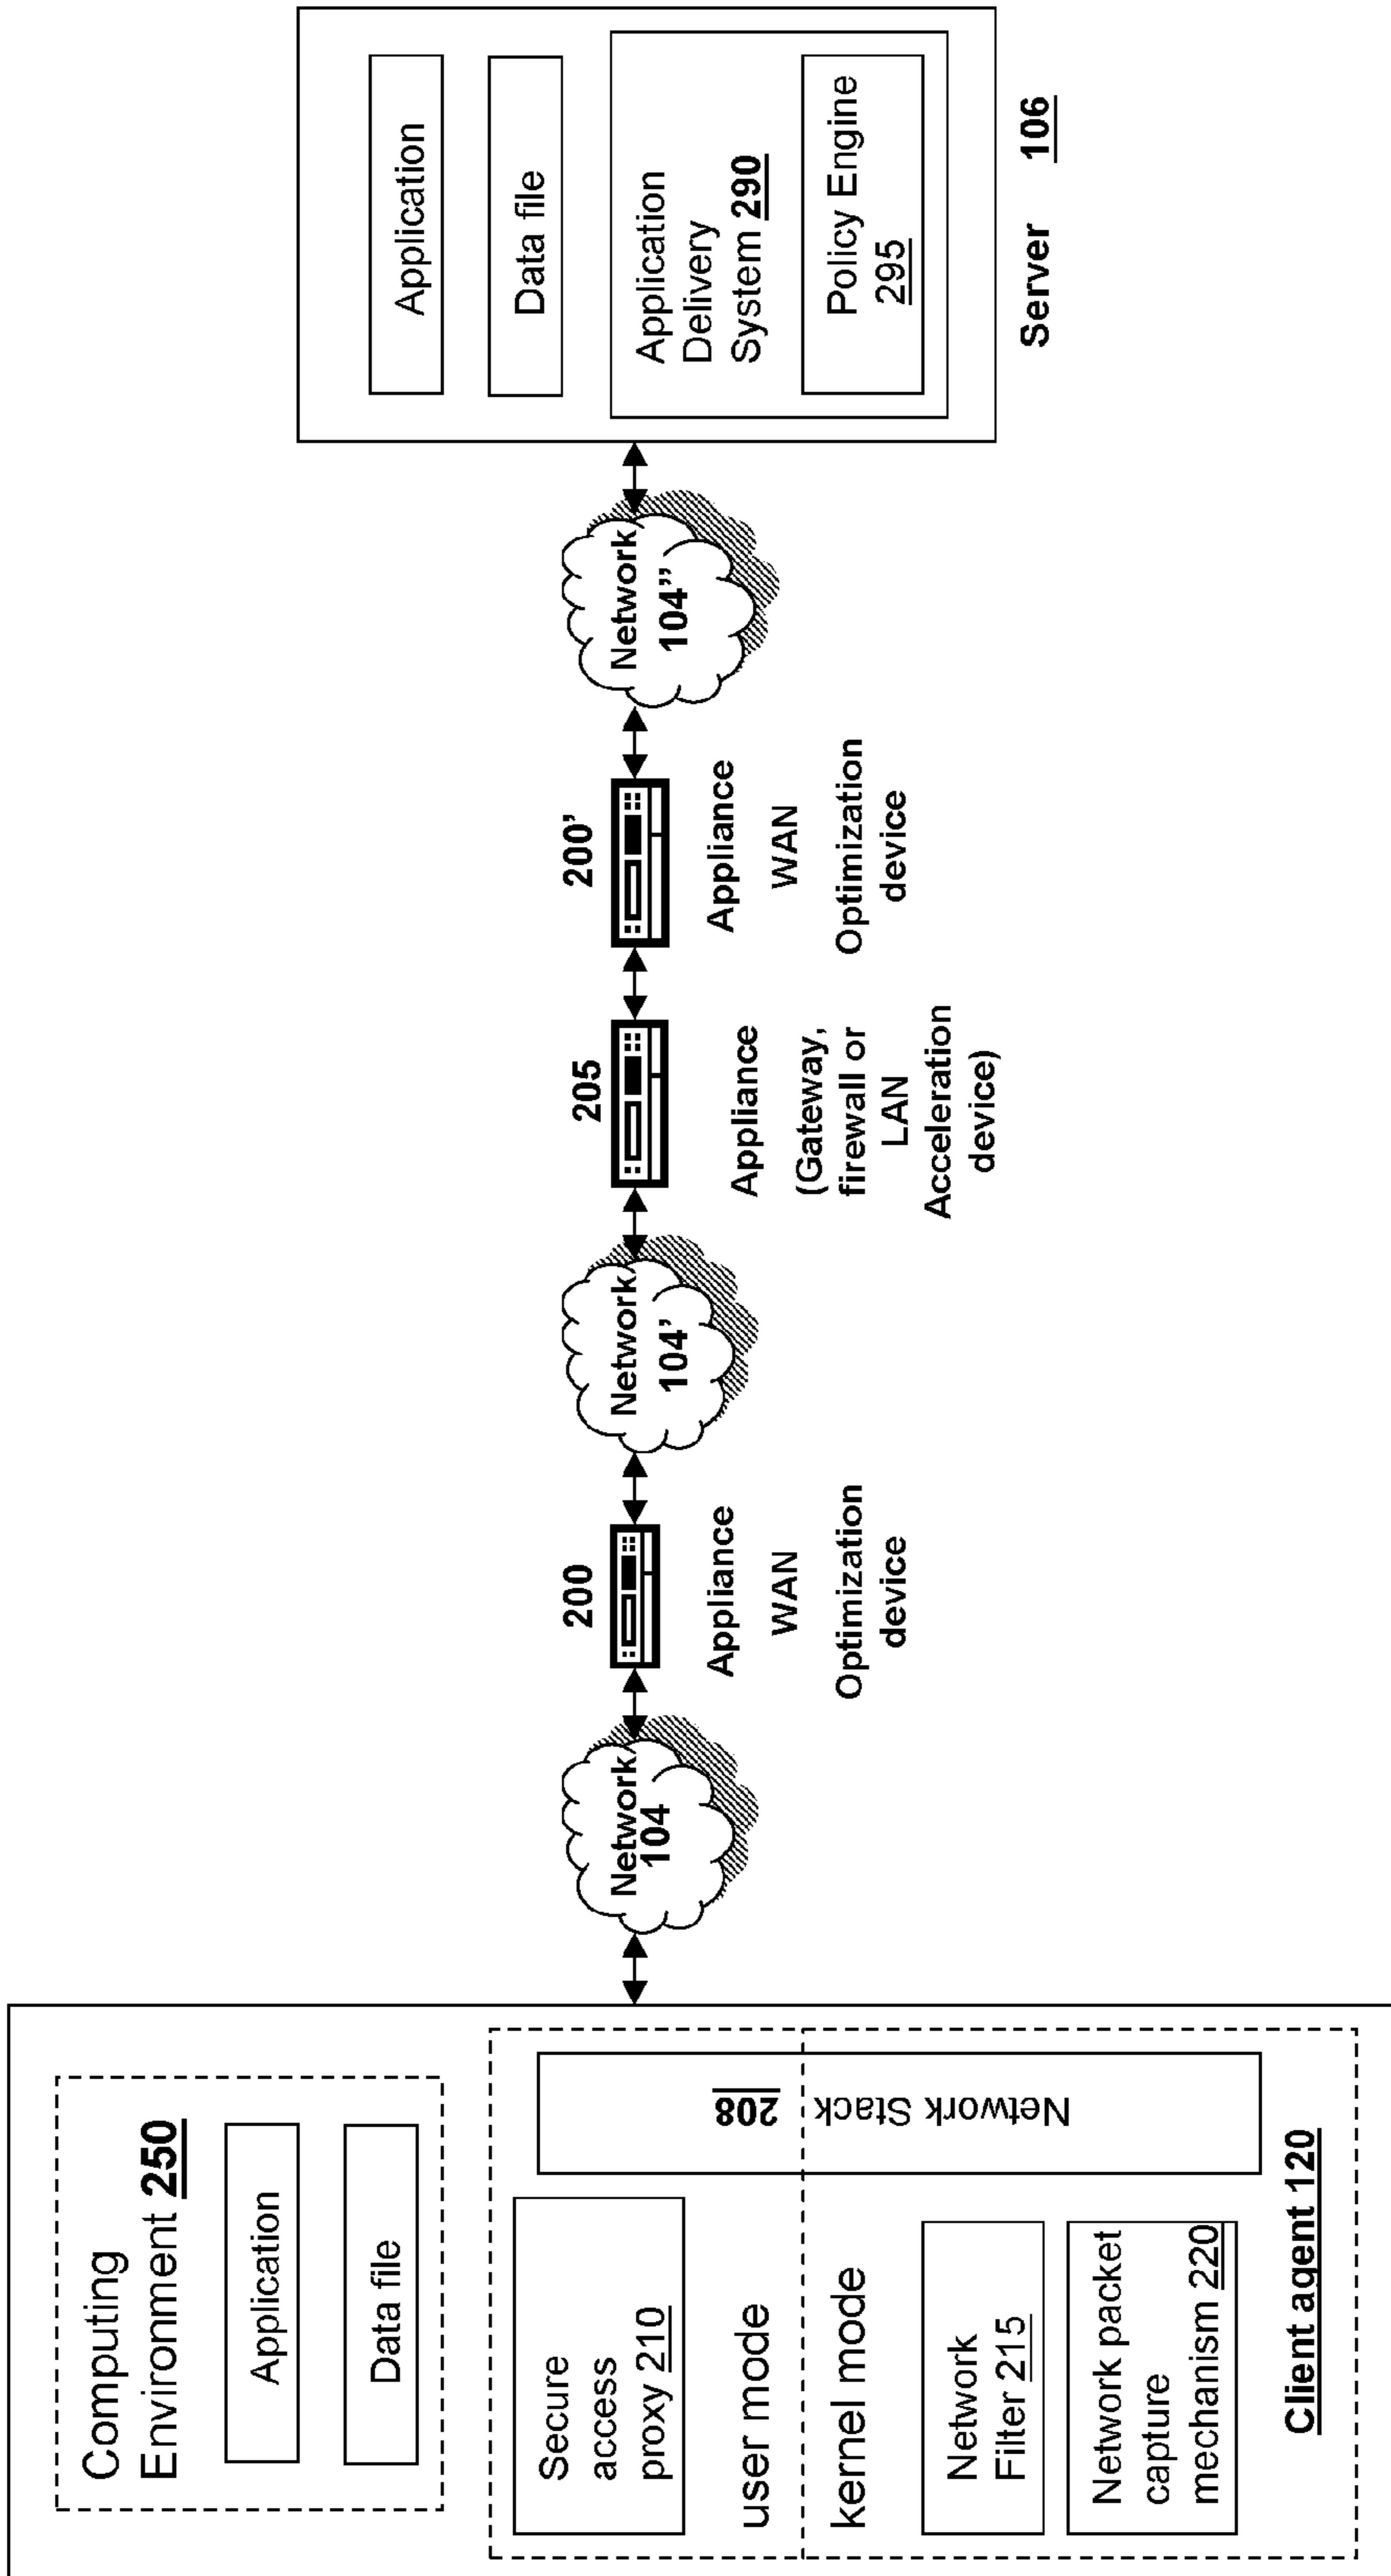 Computing
Environment 250
Application
Data file
Secure
access
proxy 210
user mode
kernel mode
Network
Filter 215
Network packet
capture
mechanism 220
Network Stack
208
Client agent 120
Network
104
200
Appliance
WAN
Optimization
device
Network
104’
205
Appliance
(Gateway,
firewall or
LAN
Acceleration
device)
200’
Appliance
WAN
Optimization
device
Network
104’’
Application
Data file
Application
Delivery
System 290
Policy Engine
295
Server 106